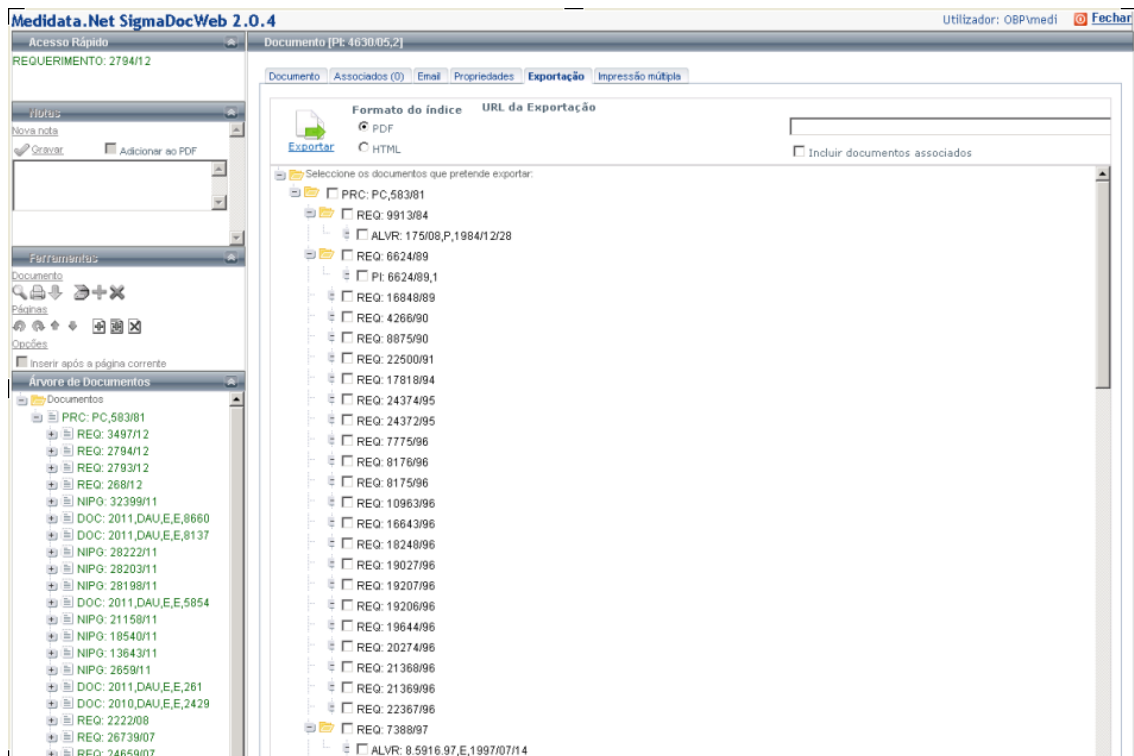 Medidata.Net SigmaDocWeb 2.0.4
Utilizador: OBP\medi
Fechar
Acesso Rápido
REQUERIMENTO: 2794/12
Notas
Nova nota
Gravar
Adicionar ao PDF
Ferramentas
Documento
Páginas
Opções
Inserir após a página corrente
Árvore de Documentos
Documentos
PRC: PC,583/81
REQ: 3497/12
REQ: 2794/12
REQ: 2793/12
REQ: 268/12
NIPG: 32399/11
DOC: 2011,DAU,E,E,8660
DOC: 2011,DAU,E,E,8137
NIPG: 28222/11
NIPG: 28203/11
NIPG: 28198/11
DOC: 2011,DAU,E,E,5854
NIPG: 21158/11
NIPG: 18540/11
NIPG: 13643/11
NIPG: 2659/11
DOC: 2011,DAU,E,E,261
DOC: 2010,DAU,E,E,2429
REQ: 2222/08
REQ: 26739/07
REQ: 24659/07
Documento [PI: 4630/05,2]
Documento
Associados (0)
Email
Propriedades
Exportação
Impressão múltipla
Exportar
Formato do índice
PDF
HTML
URL da Exportação
Incluir documentos associados
Seleccione os documentos que pretende exportar:
PRC: PC,583/81
REQ: 9913/84
ALVR: 175/08,P,1984/12/28
REQ: 6624/89
PI: 6624/89,1
REQ: 16848/89
REQ: 4266/90
REQ: 8875/90
REQ: 22500/91
REQ: 17818/94
REQ: 24374/95
REQ: 24372/95
REQ: 7775/96
REQ: 8176/96
REQ: 8175/96
REQ: 10963/96
REQ: 16643/96
REQ: 18248/96
REQ: 19027/96
REQ: 19207/96
REQ: 19206/96
REQ: 19644/96
REQ: 20274/96
REQ: 21368/96
REQ: 21369/96
REQ: 22367/96
REQ: 7388/97
ALVR: 8.5916.97,E,1997/07/14